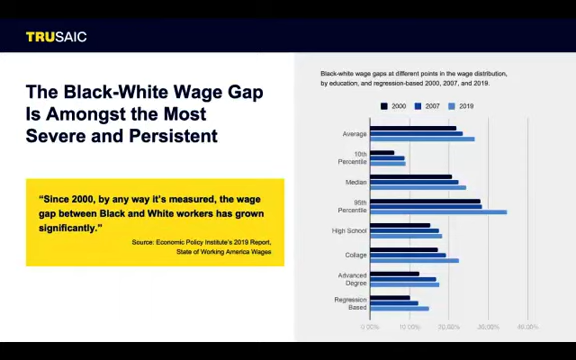 TRUSAIC
The Black-White Wage Gap
Is Amongst the Most
Severe and Persistent
“Since 2000, by any way it's measured, the wage
gap between Black and White workers has grown
significantly.”
Source: Economic Policy Institute's 2019 Report,
State of Working America Wages
Black-white wage gaps at different points in the wage distribution,
by education, and regression-based 2000, 2007, and 2019.
2000 2007 2019
Average
10th
Percentile
Median
95th
Percentile
High School
Collage
Advanced
Degree
Regression
Based
0.00% 10.00% 20.00% 30.00% 40.00%